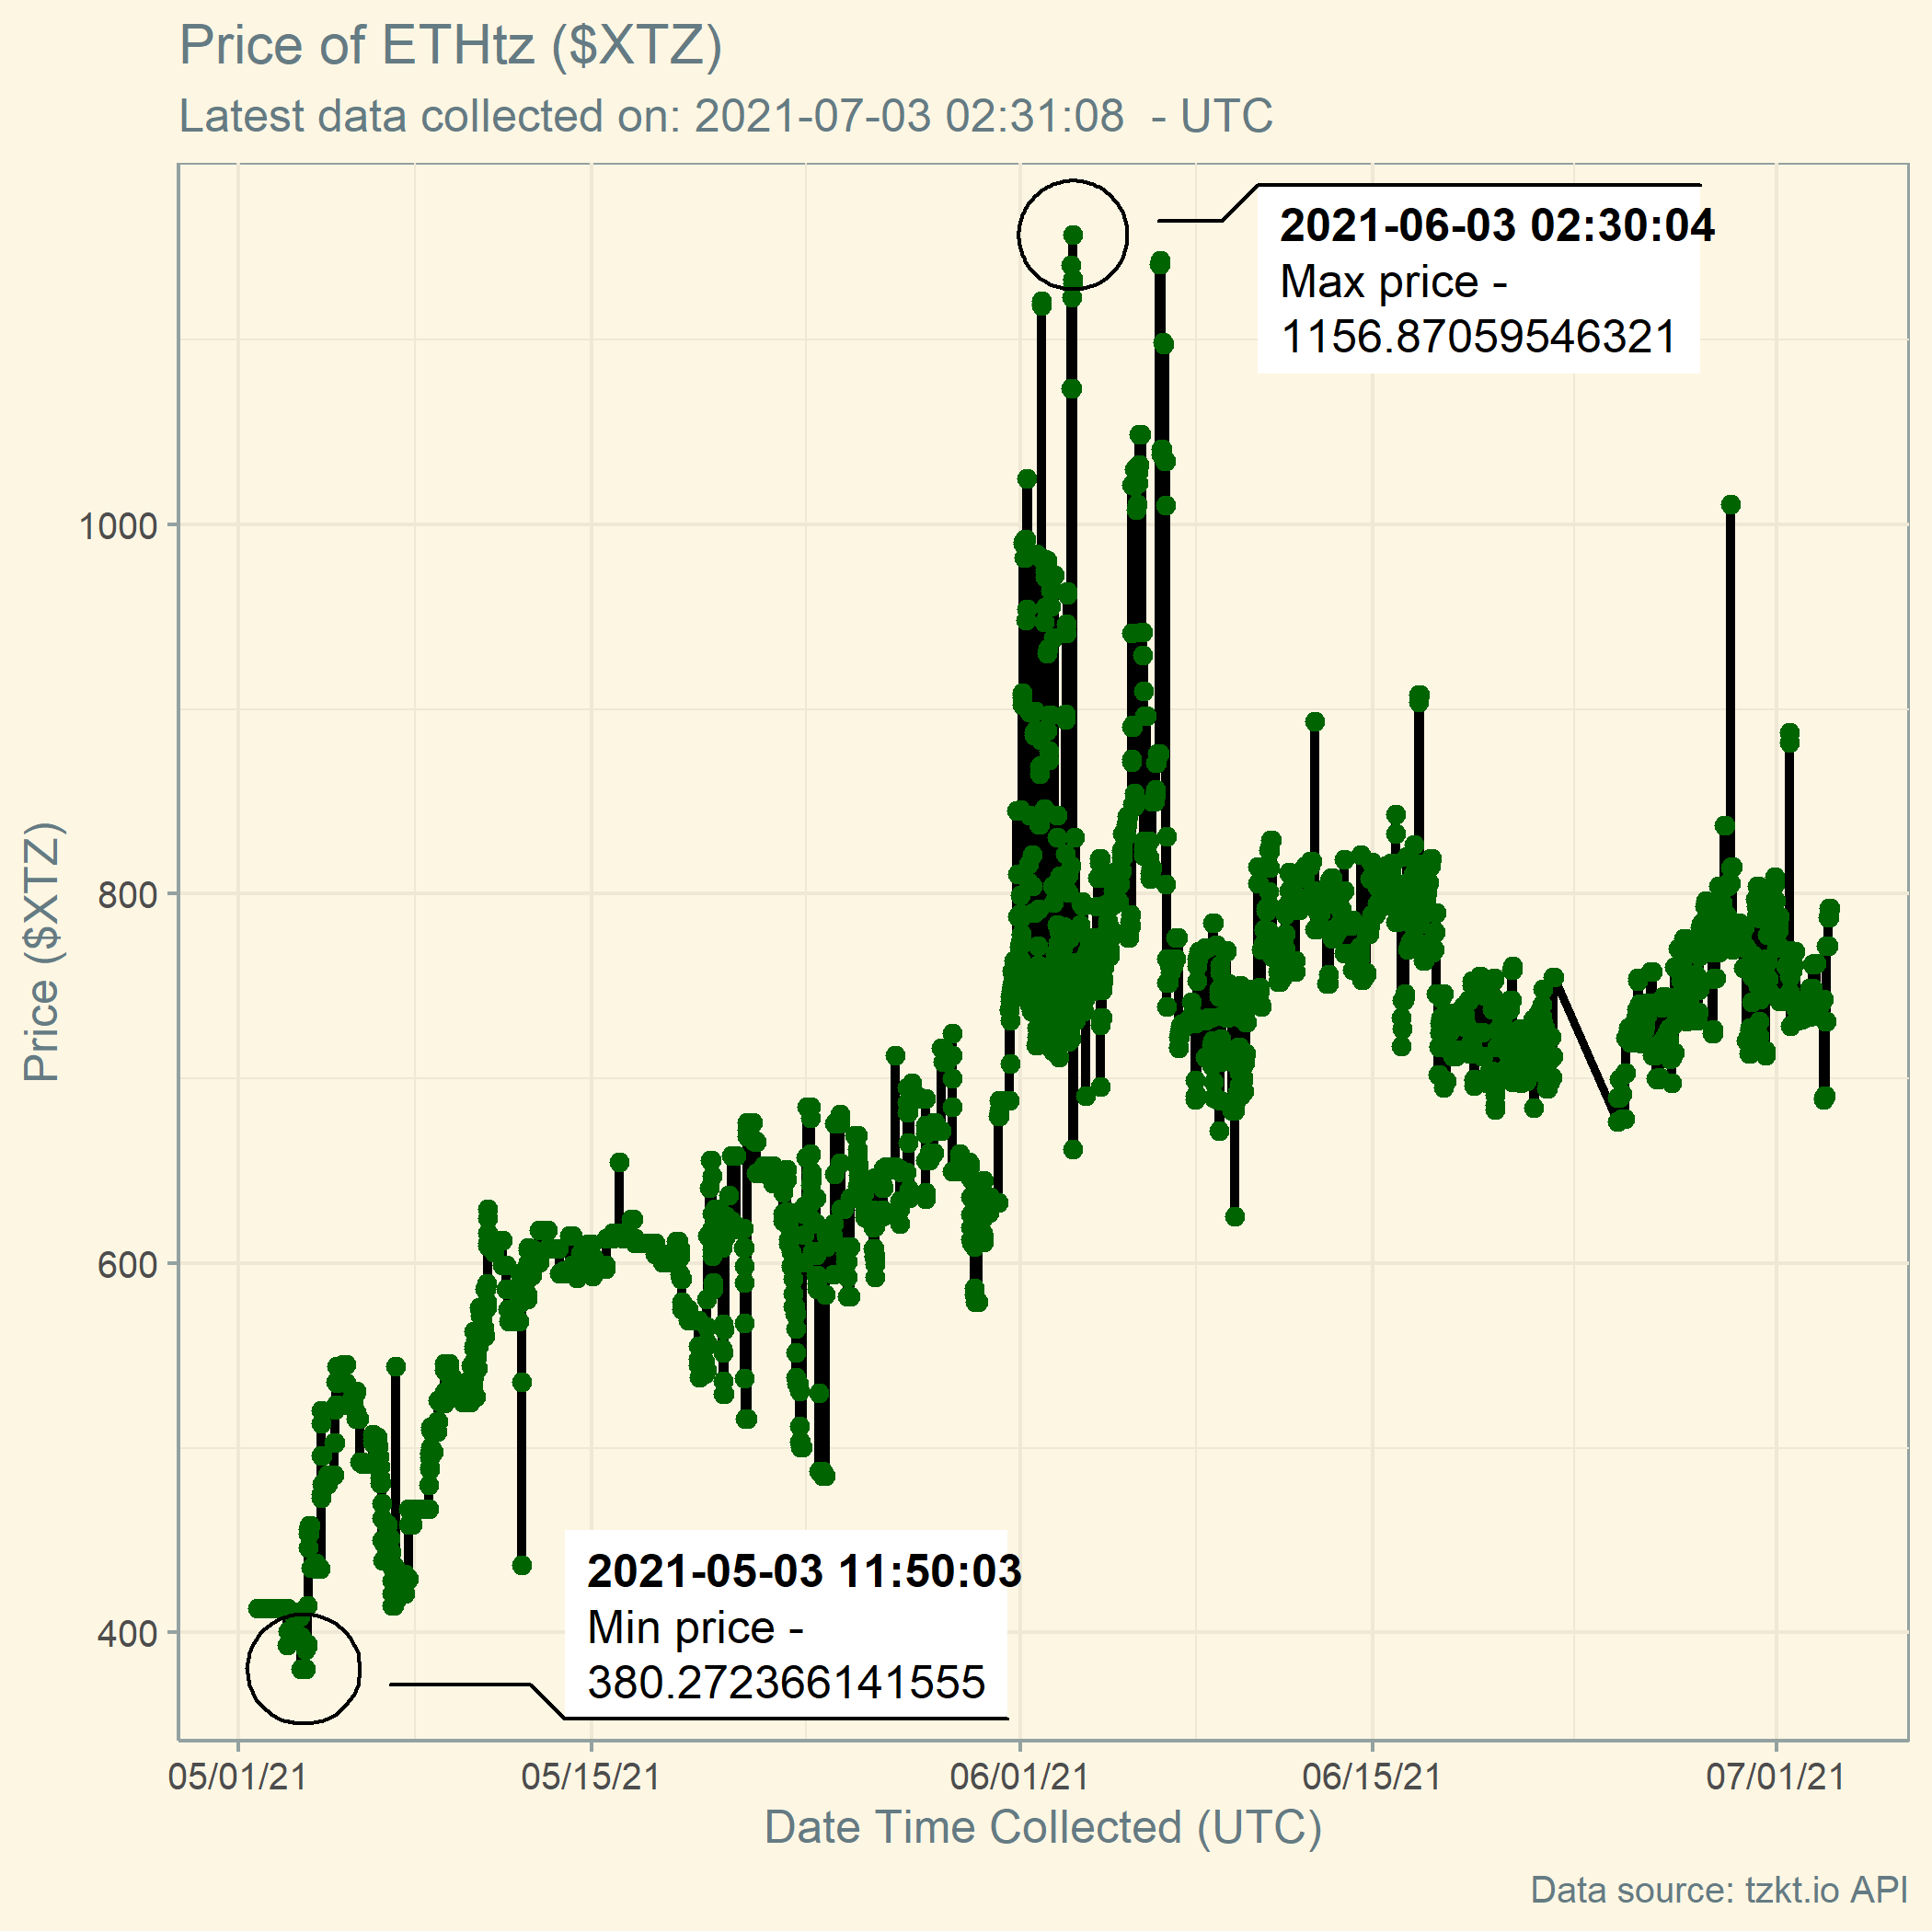 Price of ETHtz ($XTZ)
Latest data collected on: 2021-07-03 02:31:08  - UTC
2021-06-03 02:30:04
Max price -
1156.87059546321
1000
800
600
400
Price ($XTZ)
2021-05-03 11:50:03
Min price -
380.272366141555
05/01/21
05/15/21
06/01/21
06/15/21
07/01/21
Date Time Collected (UTC)
Data source: tzkt.io API